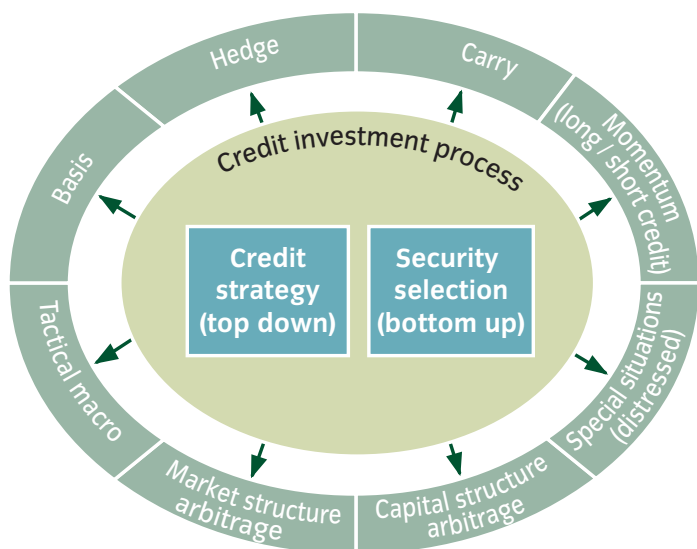 Hedge
Carry
Momentum
(long / short credit)
Special situations
(distressed)
Capital structure
arbitrage
Market structure
arbitrage
Tactical macro
Basis
Credit investment process
Credit
strategy
(top down)
Security
selection
(bottom up)